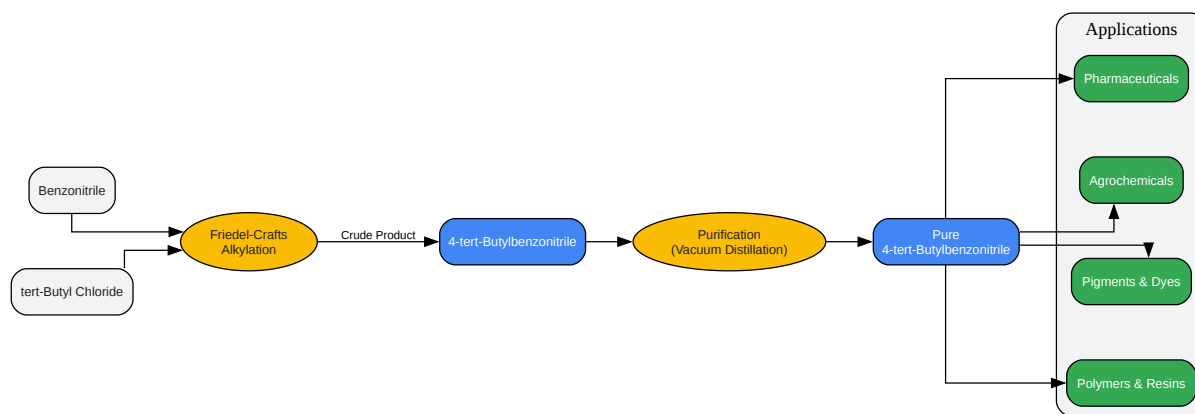 Applications
Pharmaceuticals
Benzonitrile
Agrochemicals
Friedel-Crafts
Alkylation
Crude Product
4-tert-Butylbenzonitrile
Purification
(Vacuum Distillation)
Pure
4-tert-Butylbenzonitrile
tert-Butyl Chloride
Pigments & Dyes
Polymers & Resins